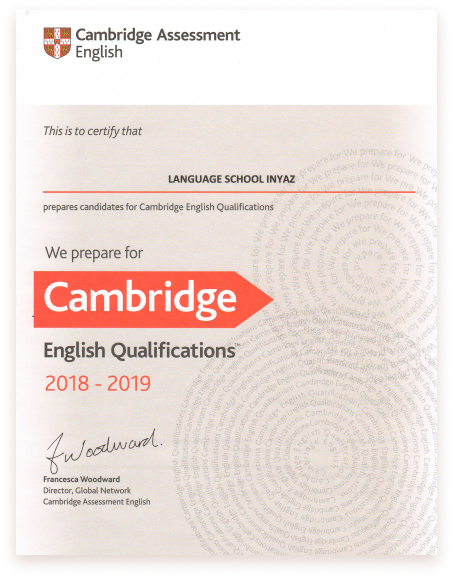 Cambridge Assessment
English
This is to certify that
LANGUAGE SCHOOL INYAZ
prepares candidates for Cambridge English Qualifications
We prepare for
Cambridge
English Qualifications™
2018 - 2019
F Woodward.
Francesca Woodward
Director, Global Network
Cambridge Assessment English